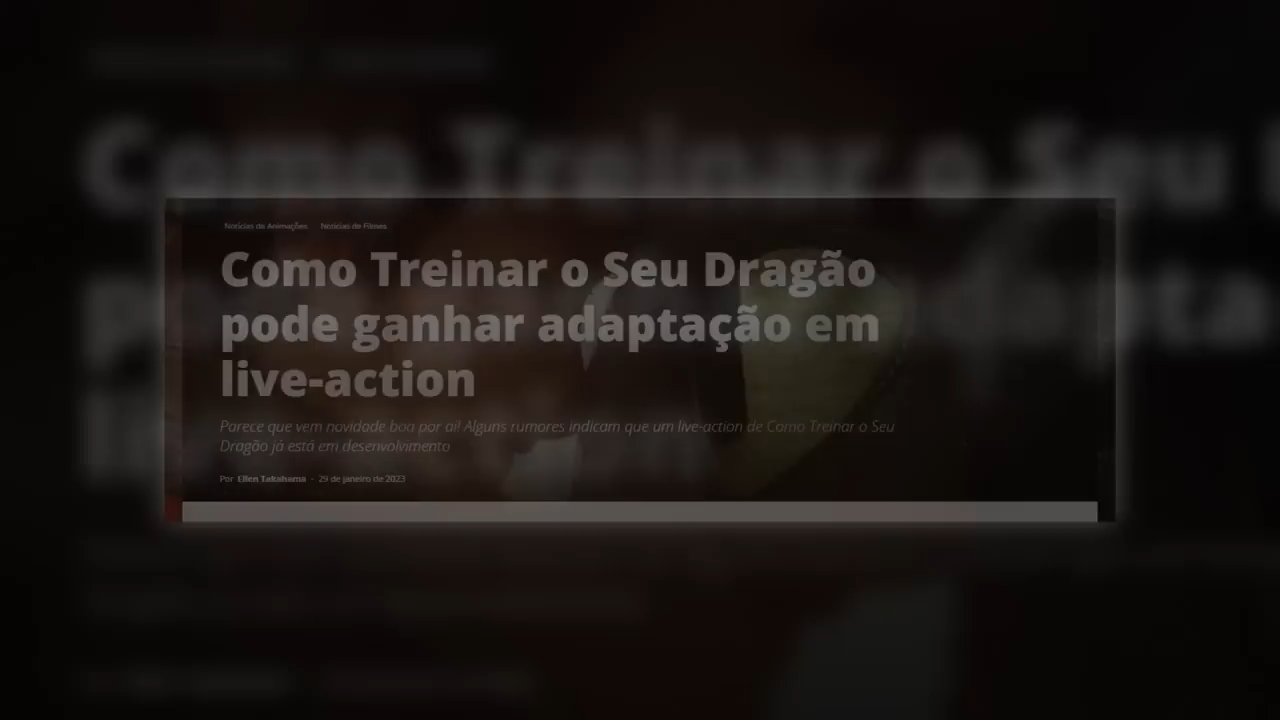 Notícias de Animações Notícias de Filmes
Como Treinar o Seu Dragão
pode ganhar adaptação em
live-action
Parece que vem novidade boa por aí! Alguns rumores indicam que um live-action de Como Treinar o Seu
Dragão já está em desenvolvimento
Por Ellen Takahama - 29 de janeiro de 2023